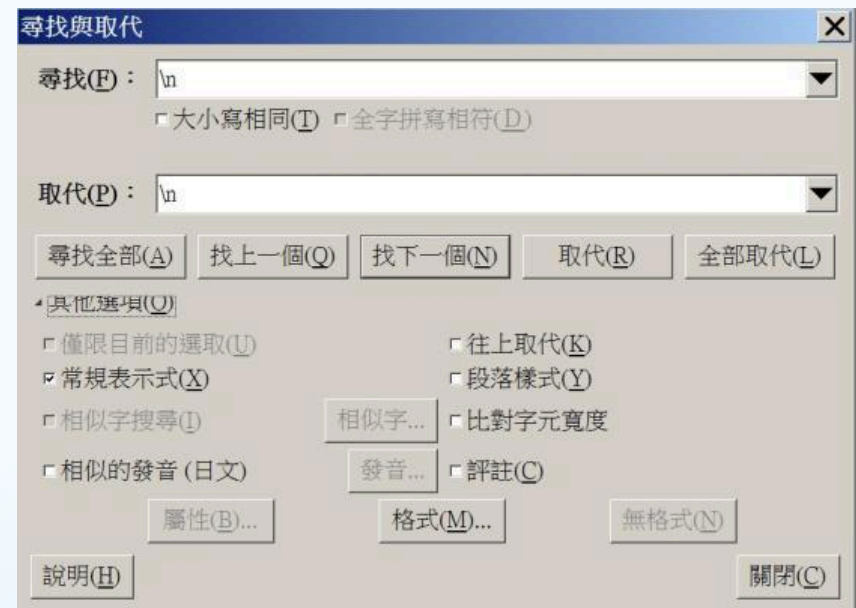 尋找與取代
尋找(F)： \n
大小寫相同(T) 全字拼寫相符(D)
取代(P)： \n
尋找全部(A) 找上一個(Q) 找下一個(N) 取代(R) 全部取代(L)
其他選項(O)
僅限目前的選取(U) 往上取代(K)
常規表示式(X) 段落樣式(Y)
相似字搜尋(I) 相似字... 比對字元寬度
相似的發音 (日文) 發音... 評註(C)
屬性(B)... 格式(M)... 無格式(N)
說明(H) 關閉(C)